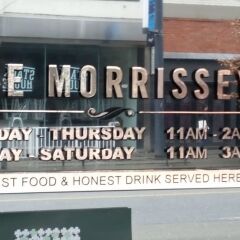 E MORRISSEY
DAY - THURSDAY 11AM - 2A
AY - SATURDAY 11AM - 3A
ST FOOD & HONEST DRINK SERVED HERE